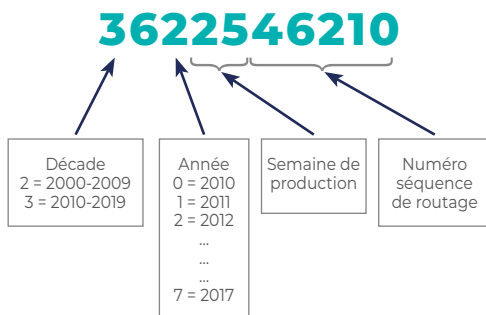 3622546210
Décade
2 = 2000-2009
3 = 2010-2019
Année
0 = 2010
1 = 2011
2 = 2012
...
...
...
7 = 2017
Semaine de
production
Numéro
séquence
de routage